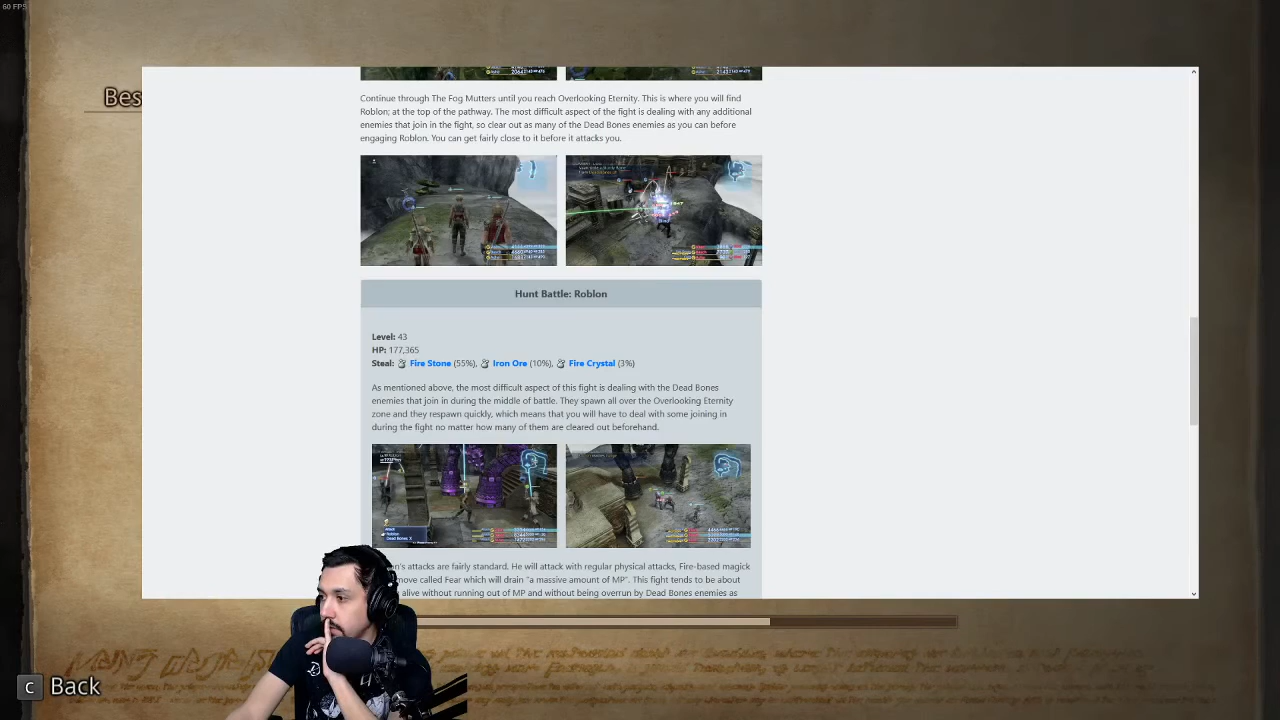 60 FPS
Bes
Continue through The Fog Mutters until you reach Overlooking Eternity. This is where you will find
Roblon; at the top of the pathway. The most difficult aspect of the fight is dealing with any additional
enemies that join in the fight, so clear out as many of the Dead Bones enemies as you can before
engaging Roblon. You can get fairly close to it before it attacks you.
Hunt Battle: Roblon
Level: 43
HP: 177,365
Steal: Fire Stone (55%), Iron Ore (10%), Fire Crystal (3%)
As mentioned above, the most difficult aspect of this fight is dealing with the Dead Bones
enemies that join in during the middle of battle. They spawn all over the Overlooking Eternity
zone and they respawn quickly, which means that you will have to deal with some joining in
during the fight no matter how many of them are cleared out beforehand.
n's attacks are fairly standard. He will attack with regular physical attacks, Fire-based magick
move called Fear which will drain "a massive amount of MP". This fight tends to be about
alive without running out of MP and without being overrun by Dead Bones enemies as
C Back